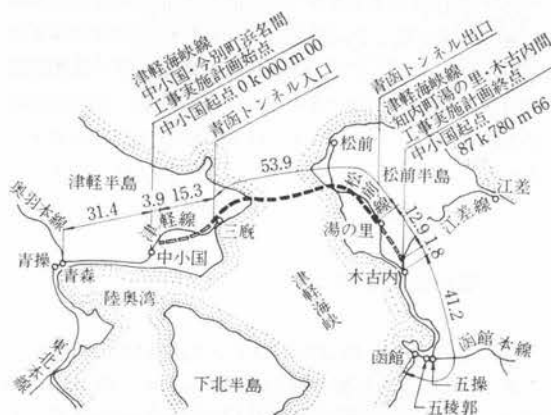 津軽海峡線
中小国・今別町浜名間
工事実施計画始点
中小国起点0k000m00
青函トンネル入口
青函トンネル出口
津軽海峡線
知内町湯の里・木古内間
工事実施計画終点
中小国起点
87k780m66
53.9
松前
松前半島
松前線
江差
江差線
津軽半島
奥羽本線
31.4
3.9
15.3
津軽線
三厩
湯の里
12.9
1.8
青操
青森
中小国
木古内
陸奥湾
津軽海峡
41.2
東北本線
下北半島
函館
函館本線
五操
五稜郭